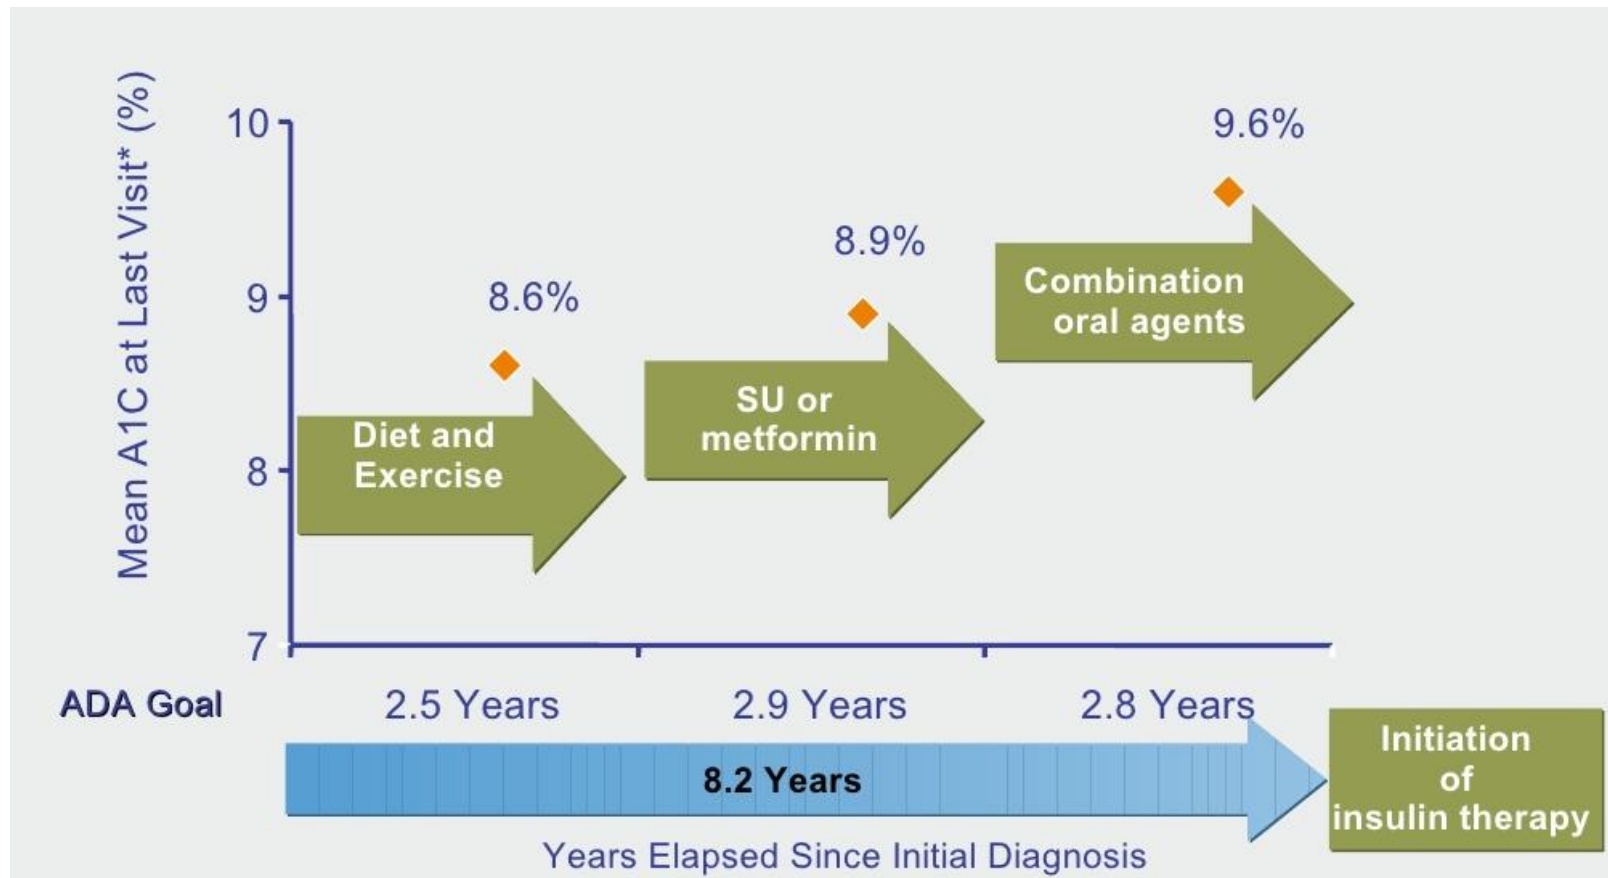 Mean A1C at Last Visit* (%)
10
9
8
7
8.6%
8.9%
9.6%
Diet and
Exercise
SU or
metformin
Combination
oral agents
ADA Goal
2.5 Years
2.9 Years
2.8 Years
8.2 Years
Initiation
of
insulin therapy
Years Elapsed Since Initial Diagnosis